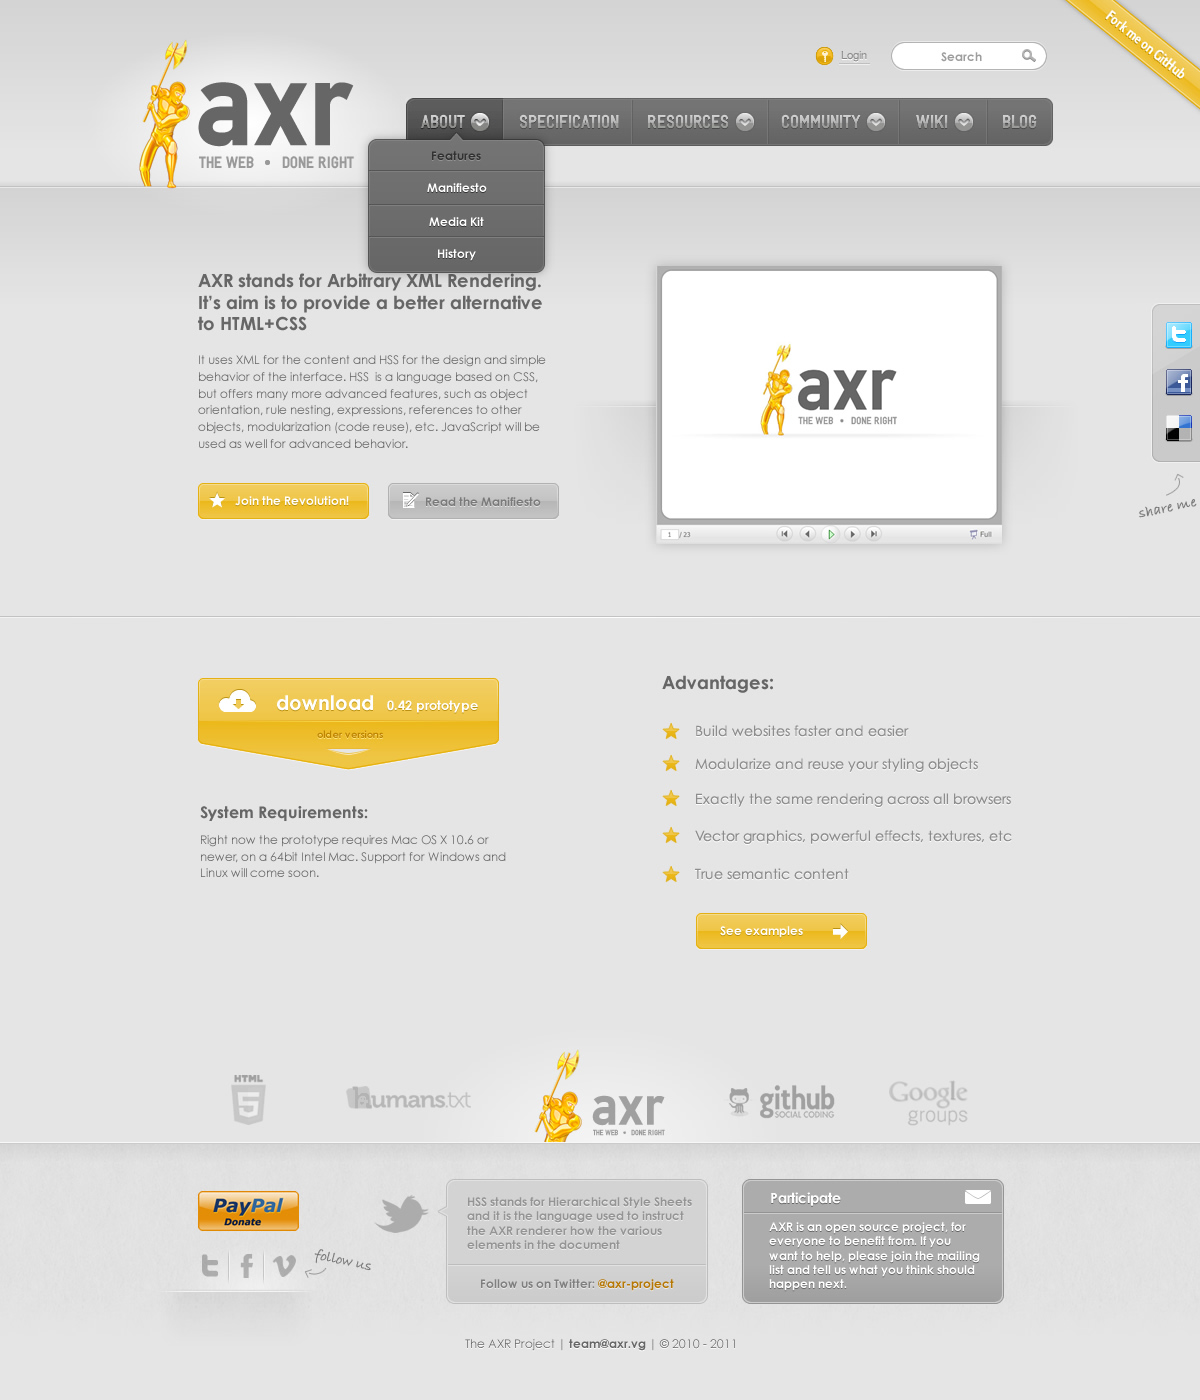 Fork me on GitHub
Login
Search
axr
THE WEB • DONE RIGHT
ABOUT
SPECIFICATION
RESOURCES
COMMUNITY
WIKI
BLOG
Features
Manifiesto
Media Kit
History
AXR stands for Arbitrary XML Rendering.
It's aim is to provide a better alternative
to HTML+CSS
It uses XML for the content and HSS for the design and simple
behavior of the interface. HSS is a language based on CSS,
but offers many more advanced features, such as object
orientation, rule nesting, expressions, references to other
objects, modularization (code reuse), etc. JavaScript will be
used as well for advanced behavior.
Join the Revolution!
Read the Manifiesto
axr
THE WEB • DONE RIGHT
1 / 23
Full
share me
download 0.42 prototype
older versions
System Requirements:
Right now the prototype requires Mac OS X 10.6 or
newer, on a 64bit Intel Mac. Support for Windows and
Linux will come soon.
Advantages:
Build websites faster and easier
Modularize and reuse your styling objects
Exactly the same rendering across all browsers
Vector graphics, powerful effects, textures, etc
True semantic content
See examples
HTML
5
humans.txt
axr
THE WEB • DONE RIGHT
github
SOCIAL CODING
Google
groups
PayPal
Donate
follow us
HSS stands for Hierarchical Style Sheets
and it is the language used to instruct
the AXR renderer how the various
elements in the document
Follow us on Twitter: @axr-project
Participate
AXR is an open source project, for
everyone to benefit from. If you
want to help, please join the mailing
list and tell us what you think should
happen next.
The AXR Project | team@axr.vg | © 2010 - 2011